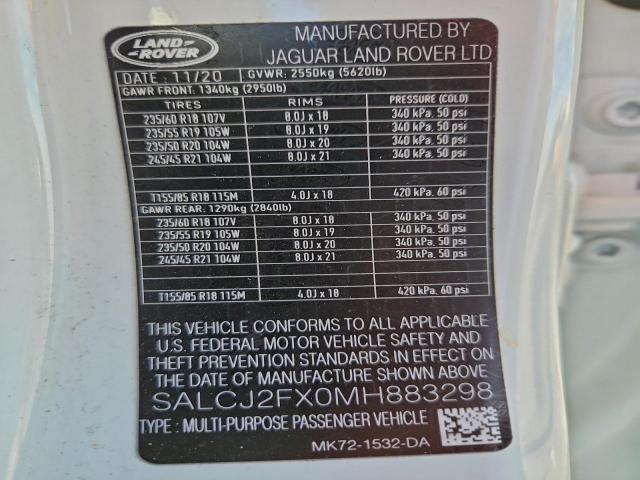 LAND ROVER
MANUFACTURED BY
JAGUAR LAND ROVER LTD
DATE : 11/20 GVWR: 2550kg (5620lb)
GAWR FRONT: 1340kg (2950lb)
TIRES RIMS PRESSURE (COLD)
235/60 R18 107V 8.0J x 18 340 kPa, 50 psi
235/55 R19 105W 8.0J x 19 340 kPa, 50 psi
235/50 R20 104W 8.0J x 20 340 kPa, 50 psi
245/45 R21 104W 8.0J x 21 340 kPa, 50 psi
T155/85 R18 115M 4.0J x 18 420 kPa, 60 psi
GAWR REAR: 1290kg (2840lb)
235/60 R18 107V 8.0J x 18 340 kPa, 50 psi
235/55 R19 105W 8.0J x 19 340 kPa, 50 psi
235/50 R20 104W 8.0J x 20 340 kPa, 50 psi
245/45 R21 104W 8.0J x 21 340 kPa, 50 psi
T155/85 R18 115M 4.0J x 18 420 kPa, 60 psi
THIS VEHICLE CONFORMS TO ALL APPLICABLE
U.S. FEDERAL MOTOR VEHICLE SAFETY AND
THEFT PREVENTION STANDARDS IN EFFECT ON
THE DATE OF MANUFACTURE SHOWN ABOVE
SALCJ2FX0MH883298
TYPE : MULTI-PURPOSE PASSENGER VEHICLE
MK72-1532-DA